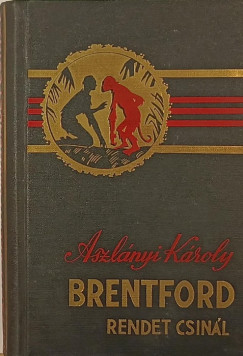 Aszlányi Károly
BRENTFORD
RENDET CSINÁL